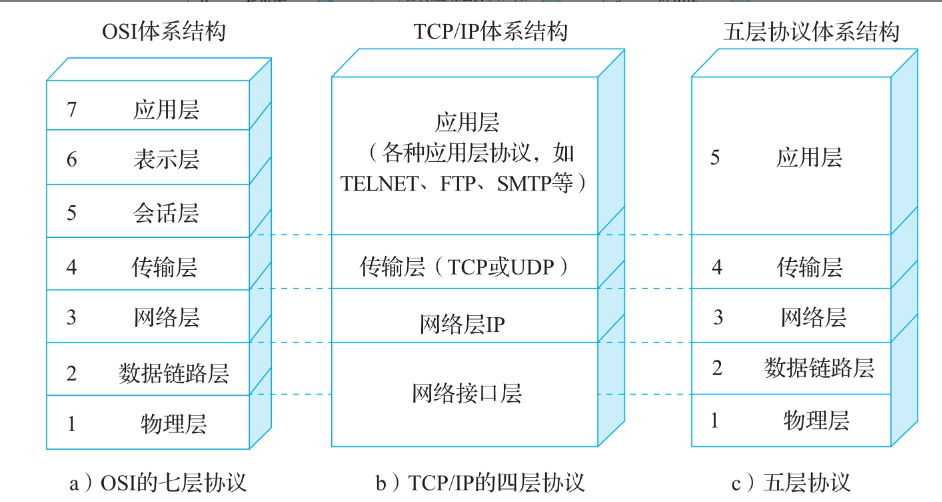 OSI体系结构
7 应用层
6 表示层
5 会话层
4 传输层
3 网络层
2 数据链路层
1 物理层
a）OSI的七层协议
TCP/IP体系结构
应用层
（各种应用层协议，如
TELNET、FTP、SMTP等）
传输层（TCP或UDP）
网络层IP
网络接口层
b）TCP/IP的四层协议
五层协议体系结构
5 应用层
4 传输层
3 网络层
2 数据链路层
1 物理层
c）五层协议